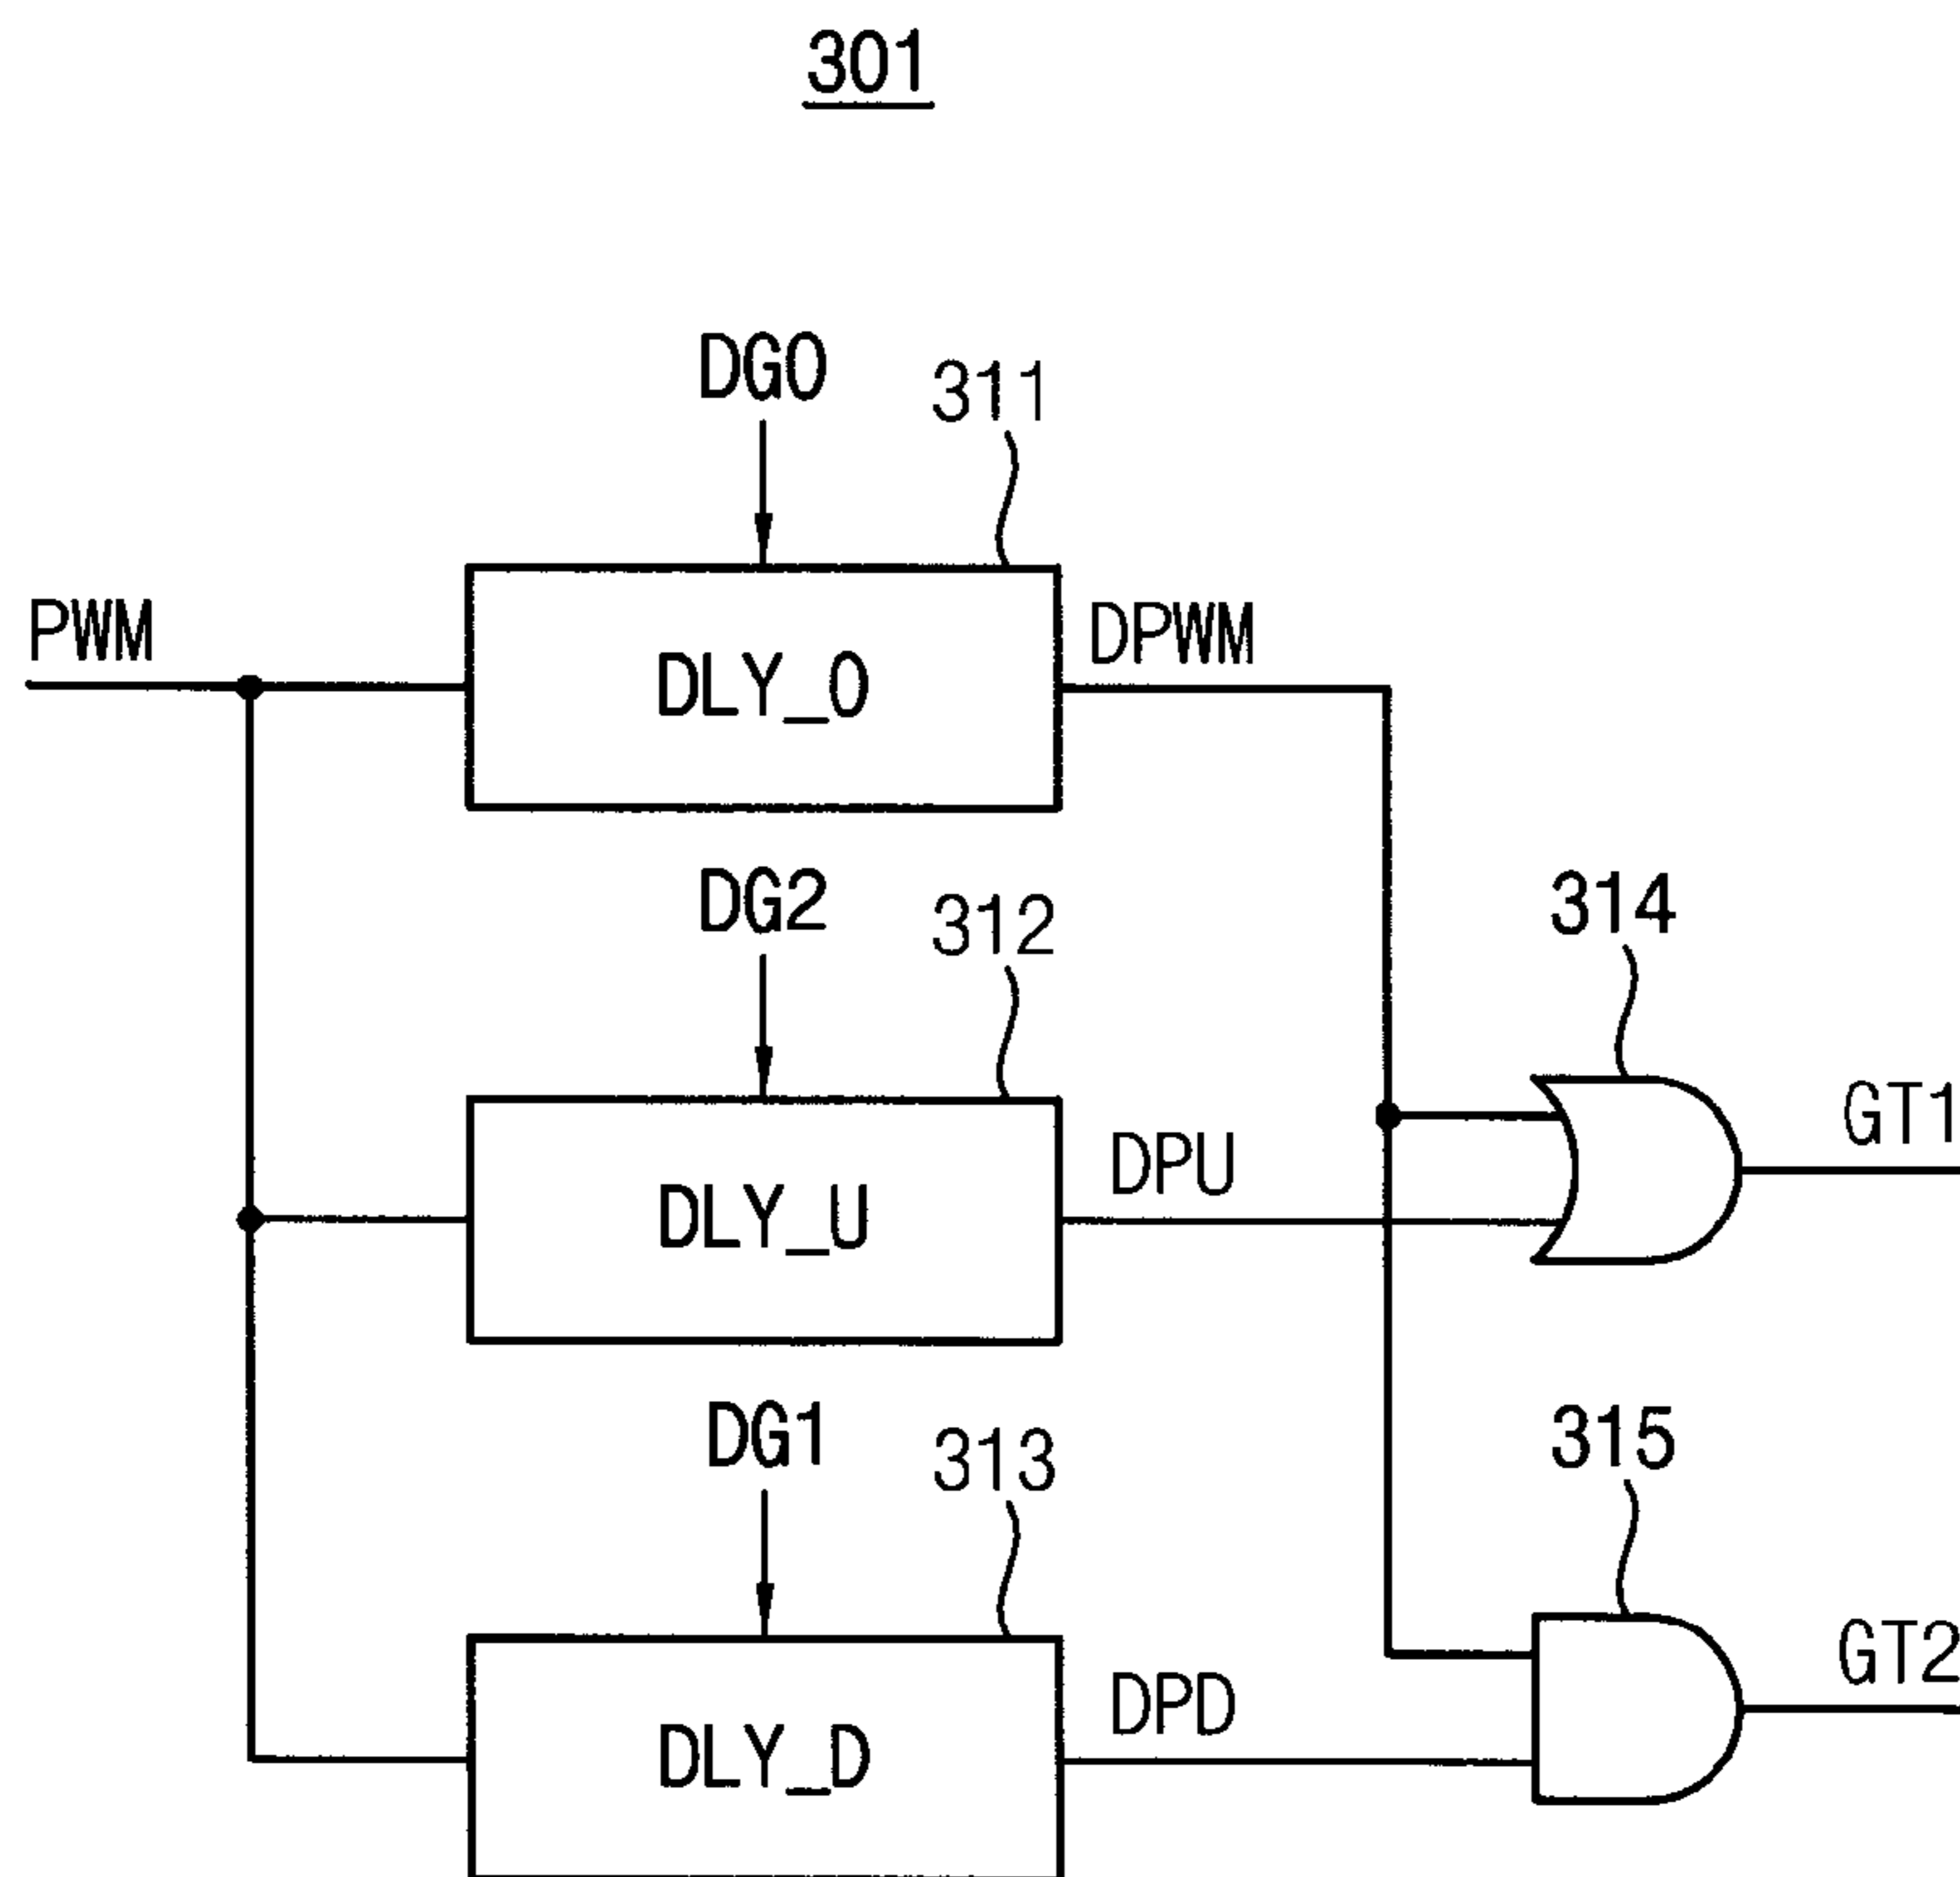 301
DG0
311
PWM
DLY_0
DPWM
DG2
312
314
DLY_U
DPU
GT1
DG1
313
315
DLY_D
DPD
GT2